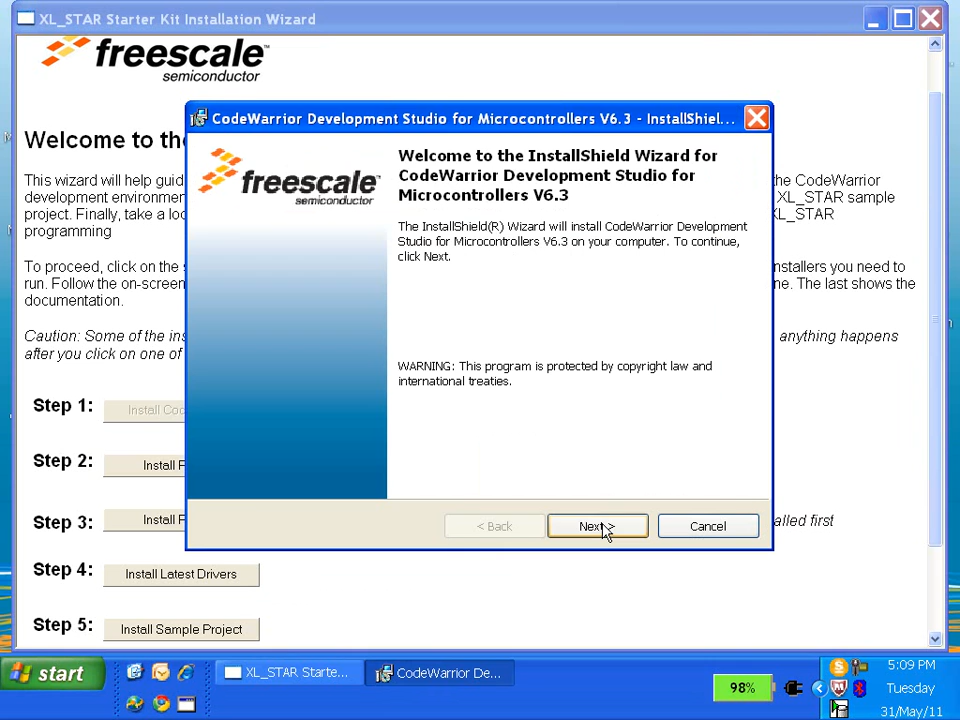 XL_STAR Starter Kit Installation Wizard
freescale™
semiconductor
CodeWarrior Development Studio for Microcontrollers V6.3 - InstallShiel...
Welcome to the
This wizard will help guid
the CodeWarrior
development environmen
XL_STAR sample
project. Finally, take a loc
XL_STAR
programming
To proceed, click on the s
nstallers you need to
run. Follow the on-screen
ne. The last shows the
documentation.
Caution: Some of the ins
anything happens
after you click on one of
freescale™
semiconductor
Welcome to the InstallShield Wizard for
CodeWarrior Development Studio for
Microcontrollers V6.3
The InstallShield(R) Wizard will install CodeWarrior Development
Studio for Microcontrollers V6.3 on your computer. To continue,
click Next.
WARNING: This program is protected by copyright law and
international treaties.
< Back
Next >
Cancel
Step 1:
Install Coc
Step 2:
Install P
Step 3:
Install P
alled first
Step 4:
Install Latest Drivers
Step 5:
Install Sample Project
start
XL_STAR Starte...
CodeWarrior De...
98%
5:09 PM
Tuesday
31/May/11